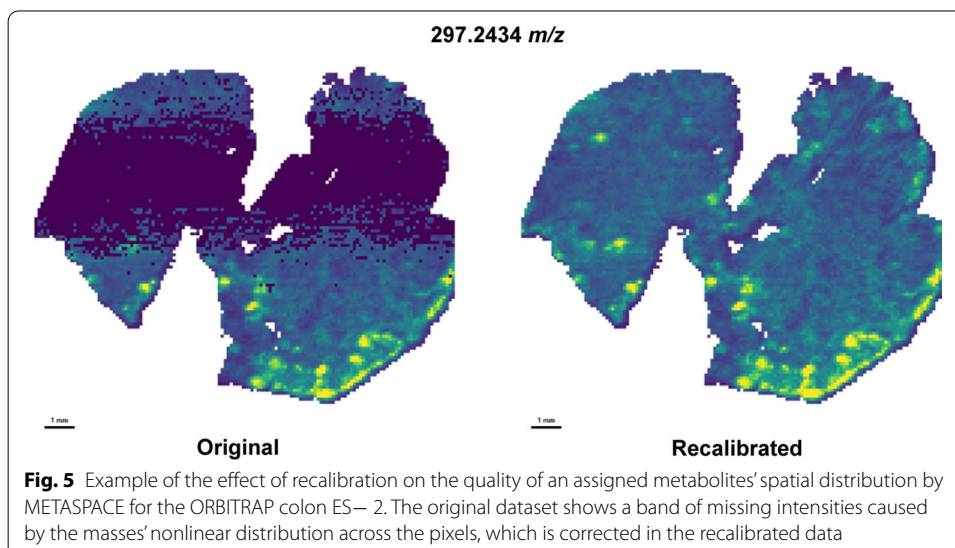 297.2434 m/z
1 mm
1 mm
Original
Recalibrated
Fig. 5 Example of the effect of recalibration on the quality of an assigned metabolites’ spatial distribution by
METASPACE for the ORBITRAP colon ES− 2. The original dataset shows a band of missing intensities caused
by the masses’ nonlinear distribution across the pixels, which is corrected in the recalibrated data